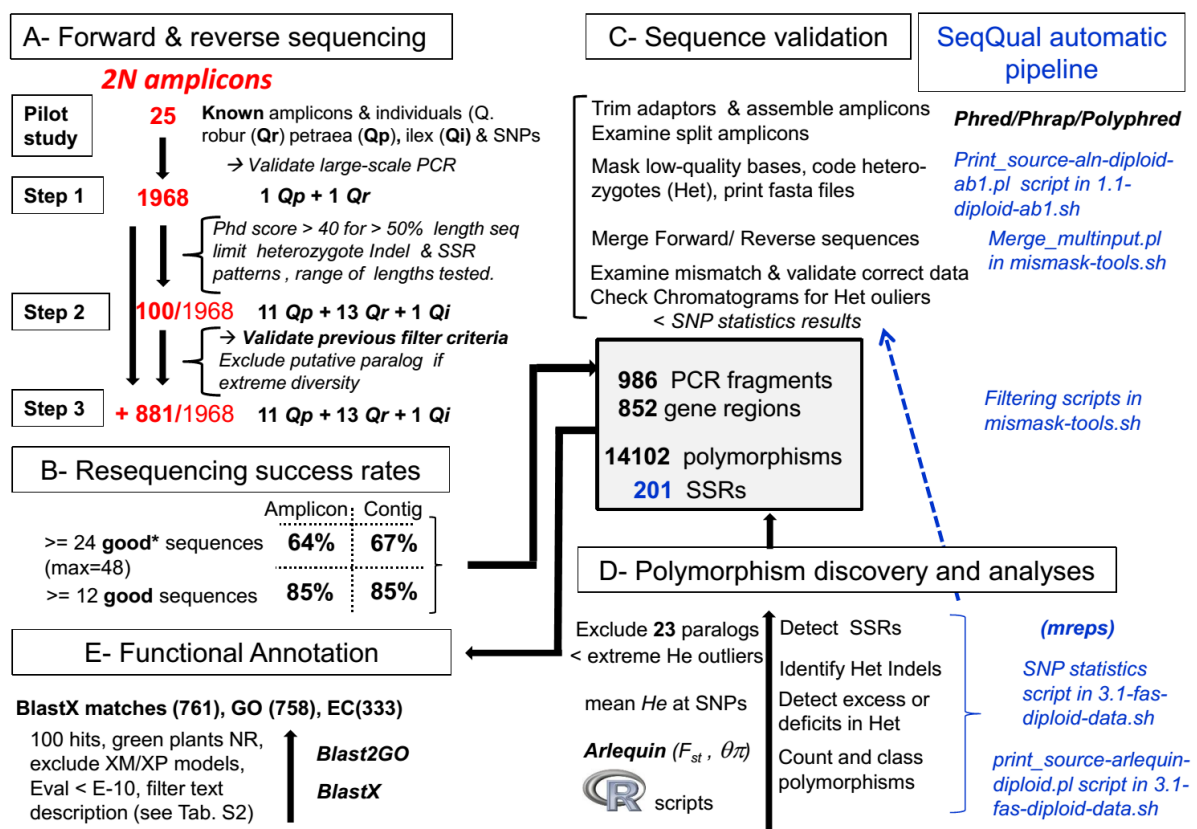 A- Forward & reverse sequencing
2N amplicons
Pilot study
25
Known amplicons & individuals (Q.
robur (Qr) petraea (Qp), ilex (Qi) & SNPs
→ Validate large-scale PCR
Step 1
1968
1 Qp + 1 Qr
Phd score > 40 for > 50% length seq
limit heterozygote Indel & SSR
patterns , range of lengths tested.
Step 2
100/1968
11 Qp + 13 Qr + 1 Qi
→ Validate previous filter criteria
Exclude putative paralog if
extreme diversity
Step 3
+ 881/1968
11 Qp + 13 Qr + 1 Qi
B- Resequencing success rates
Amplicon Contig
>= 24 good* sequences 64% 67%
(max=48)
>= 12 good sequences 85% 85%
E- Functional Annotation
BlastX matches (761), GO (758), EC(333)
100 hits, green plants NR,
exclude XM/XP models,
Eval < E-10, filter text
description (see Tab. S2)
Blast2GO
BlastX
C- Sequence validation
Trim adaptors & assemble amplicons
Examine split amplicons
Mask low-quality bases, code hetero-
zygotes (Het), print fasta files
Merge Forward/ Reverse sequences
Examine mismatch & validate correct data
Check Chromatograms for Het ouliers
< SNP statistics results
986 PCR fragments
852 gene regions
14102 polymorphisms
201 SSRs
D- Polymorphism discovery and analyses
Exclude 23 paralogs
< extreme He outliers
mean He at SNPs
Arlequin (Fst , θπ)
R scripts
Detect SSRs
Identify Het Indels
Detect excess or
deficits in Het
Count and class
polymorphisms
SeqQual automatic
pipeline
Phred/Phrap/Polyphred
Print_source-aln-diploid-
ab1.pl script in 1.1-
diploid-ab1.sh
Merge_multinput.pl
in mismask-tools.sh
Filtering scripts in
mismask-tools.sh
(mreps)
SNP statistics
script in 3.1-fas-
diploid-data.sh
print_source-arlequin-
diploid.pl script in 3.1-
fas-diploid-data.sh